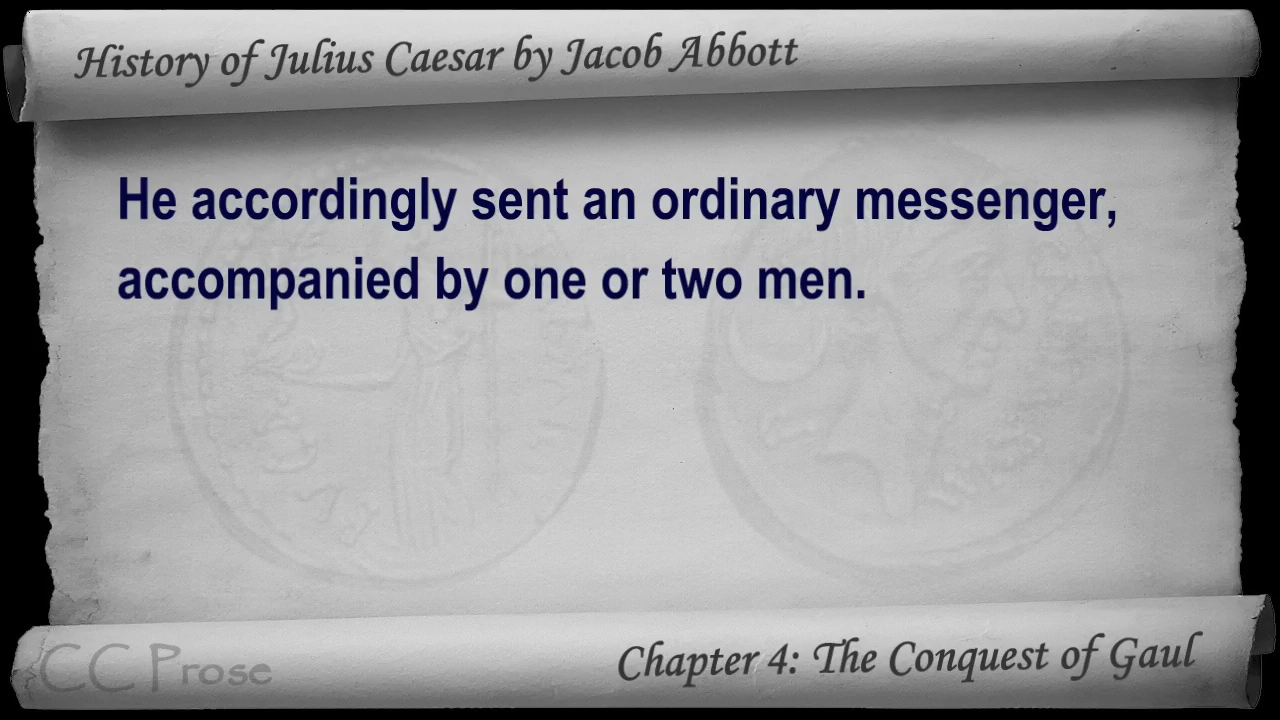 History of Julius Caesar by Jacob Abbott
He accordingly sent an ordinary messenger,
accompanied by one or two men.
CC Prose
Chapter 4: The Conquest of Gaul